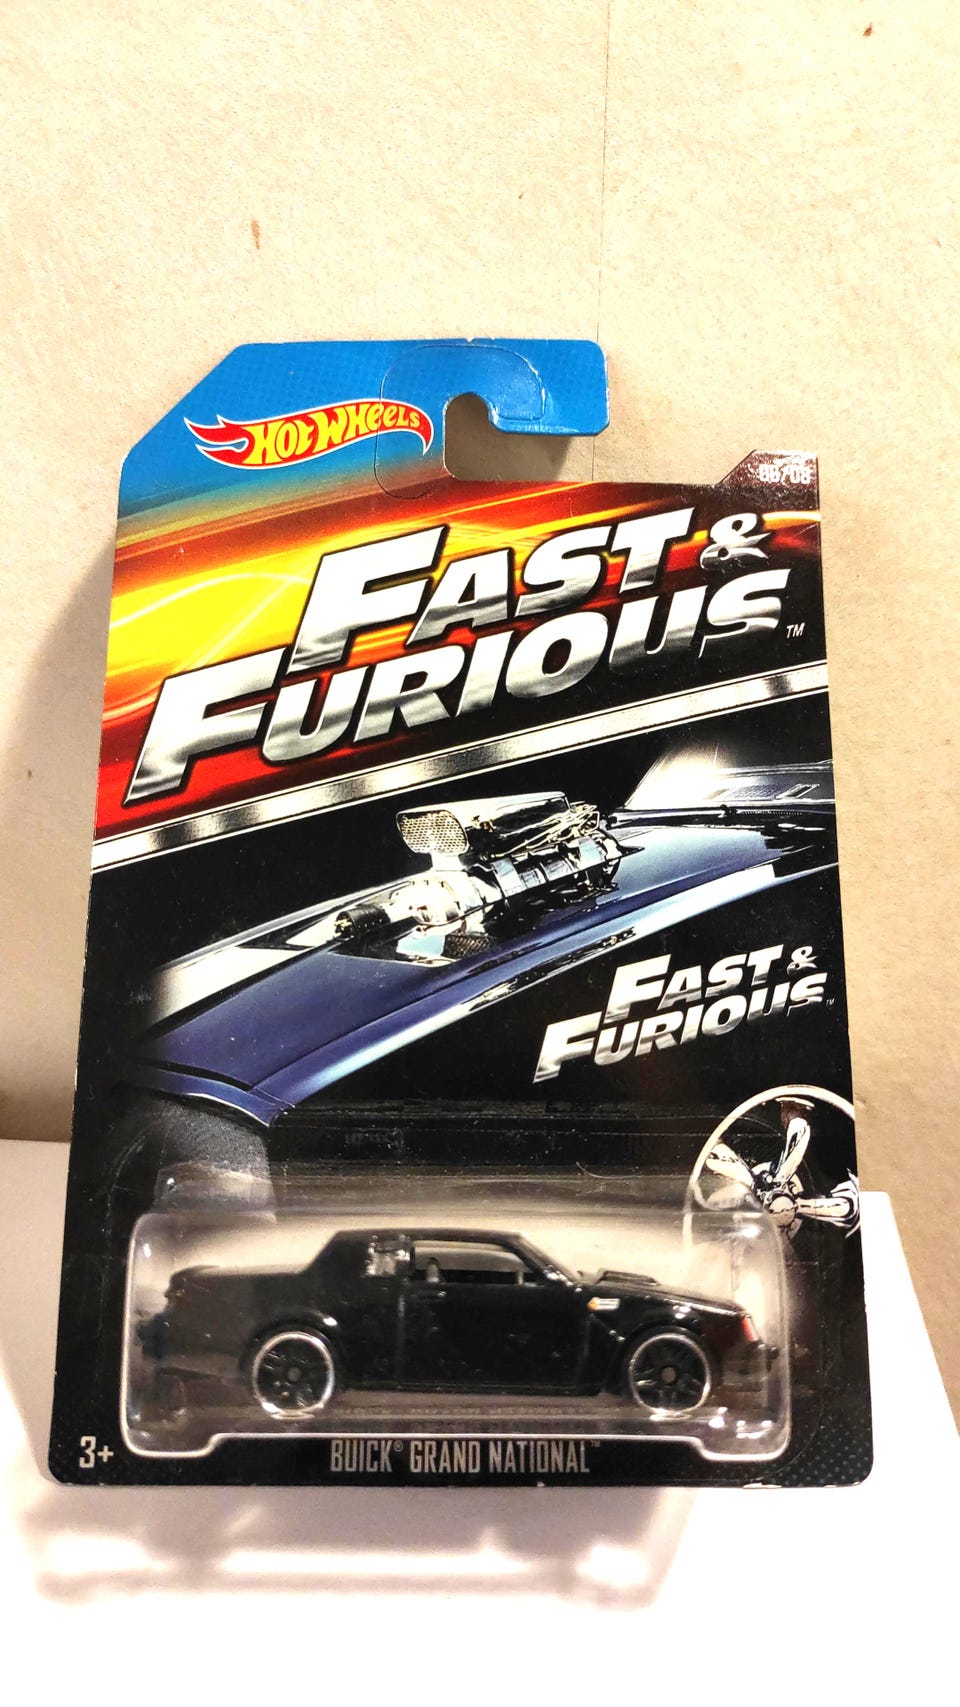 HOT WHEELS
FAST &
FURIOUS™
FAST &
FURIOUS™
3+
BUICK® GRAND NATIONAL™